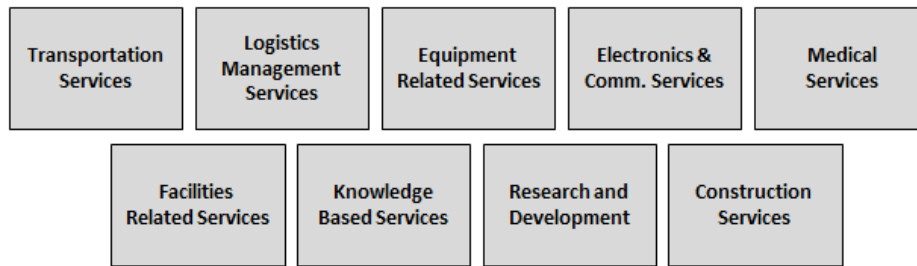 Transportation
Services
Logistics
Management
Services
Equipment
Related Services
Electronics &
Comm. Services
Medical
Services
Facilities
Related Services
Knowledge
Based Services
Research and
Development
Construction
Services